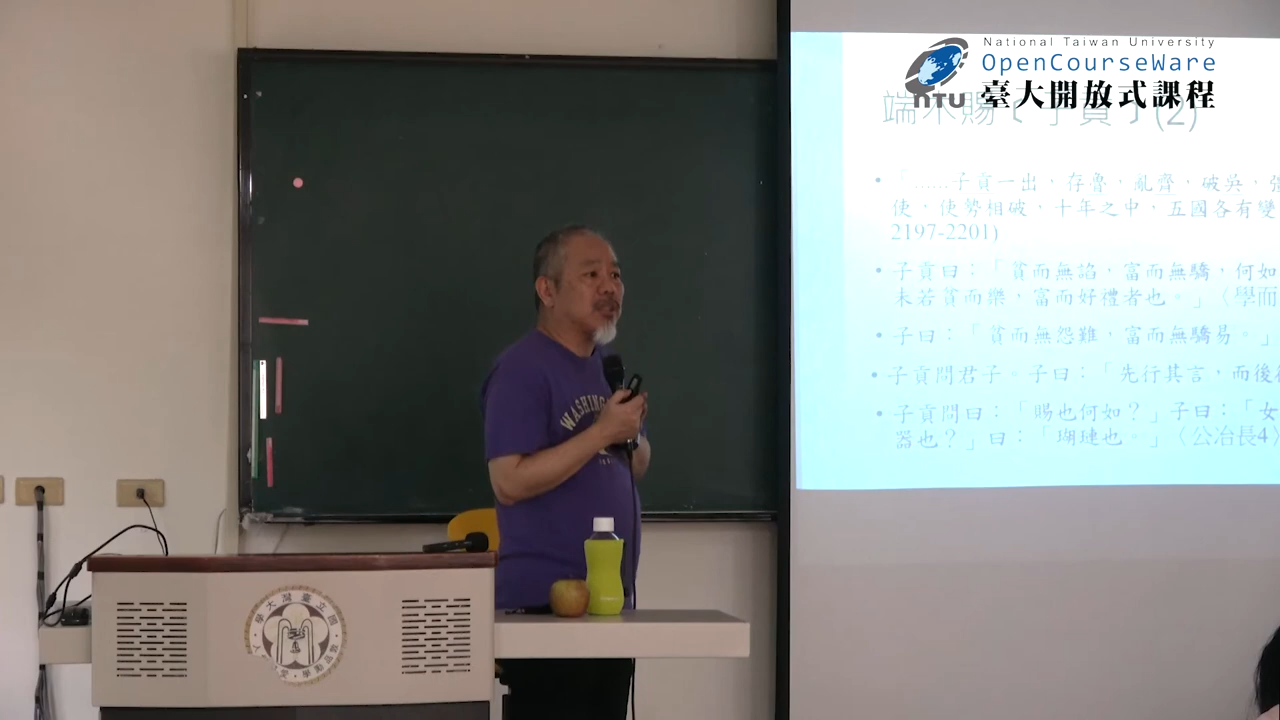 National Taiwan University
OpenCourseWare
NTU 臺大開放式課程
端木賜（子貢）(2)
• 「……子貢一出，存魯，亂齊，破吳，
使，使勢相破，十年之中，五國各有變
2197-2201)
• 子貢曰：「貧而無諂，富而無驕，何如
未若貧而樂，富而好禮者也。」〈學而
• 子曰：「貧而無怨難，富而無驕易。」
• 子貢問君子。子曰：「先行其言，而後
• 子貢問曰：「賜也何如？」子曰：「女
器也？」曰：「瑚璉也。」〈公冶長4〉
WASHING